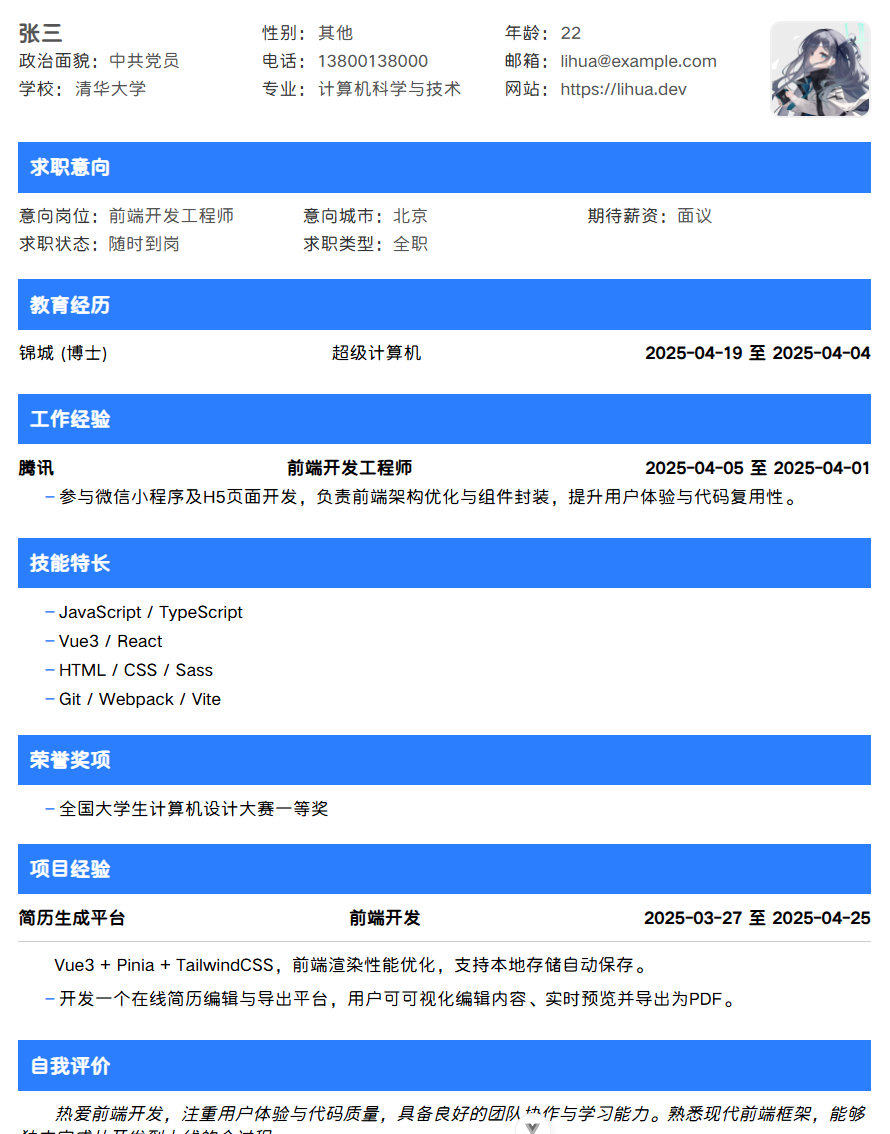 张三 性别：其他 年龄：22
政治面貌：中共党员 电话：13800138000 邮箱：lihua@example.com
学校：清华大学 专业：计算机科学与技术 网站：https://lihua.dev
求职意向
意向岗位：前端开发工程师 意向城市：北京 期待薪资：面议
求职状态：随时到岗 求职类型：全职
教育经历
锦城 (博士) 超级计算机 2025-04-19 至 2025-04-04
工作经验
腾讯 前端开发工程师 2025-04-05 至 2025-04-01
– 参与微信小程序及H5页面开发，负责前端架构优化与组件封装，提升用户体验与代码复用性。
技能特长
– JavaScript / TypeScript
– Vue3 / React
– HTML / CSS / Sass
– Git / Webpack / Vite
荣誉奖项
– 全国大学生计算机设计大赛一等奖
项目经验
简历生成平台 前端开发 2025-03-27 至 2025-04-25
Vue3 + Pinia + TailwindCSS，前端渲染性能优化，支持本地存储自动保存。
– 开发一个在线简历编辑与导出平台，用户可可视化编辑内容、实时预览并导出为PDF。
自我评价
热爱前端开发，注重用户体验与代码质量，具备良好的团队协作与学习能力。熟悉现代前端框架，能够